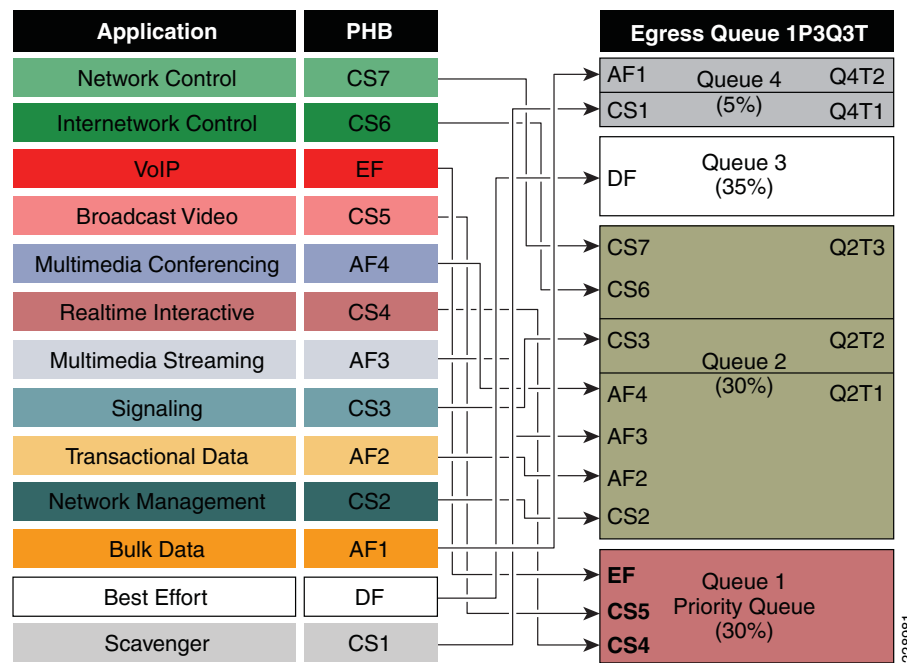 Application
PHB
Egress Queue 1P3Q3T
Network Control
CS7
Internetwork Control
CS6
VoIP
EF
Broadcast Video
CS5
Multimedia Conferencing
AF4
Realtime Interactive
CS4
Multimedia Streaming
AF3
Signaling
CS3
Transactional Data
AF2
Network Management
CS2
Bulk Data
AF1
Best Effort
DF
Scavenger
CS1
AF1
Queue 4
(5%)
Q4T2
CS1
Q4T1
DF
Queue 3
(35%)
CS7
Q2T3
CS6
CS3
Q2T2
Queue 2
(30%)
AF4
Q2T1
AF3
AF2
CS2
EF
Queue 1
CS5
Priority Queue
(30%)
CS4